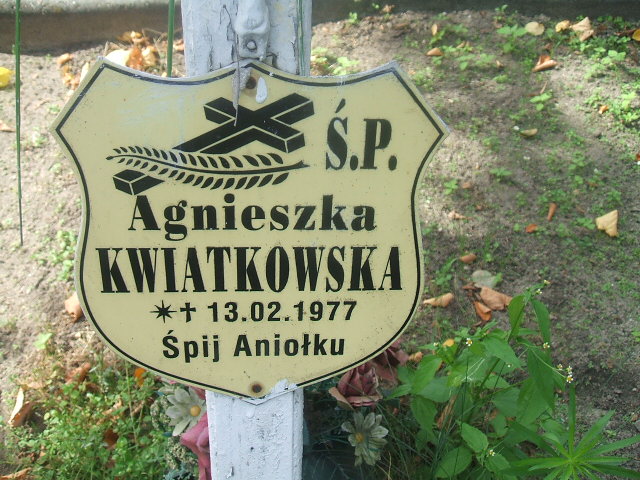 Ś.P.
Agnieszka
KWIATKOWSKA
✴✝ 13.02.1977
Śpij Aniołku